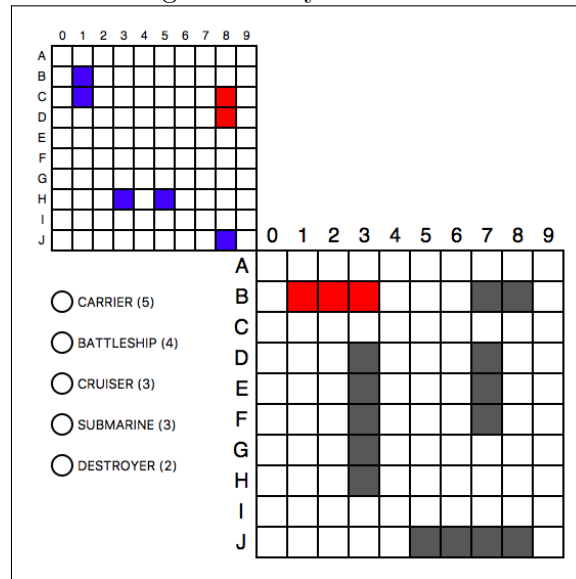 0 1 2 3 4 5 6 7 8 9
A
B
C
D
E
F
G
H
I
J
CARRIER (5)
BATTLESHIP (4)
CRUISER (3)
SUBMARINE (3)
DESTROYER (2)
0 1 2 3 4 5 6 7 8 9
A
B
C
D
E
F
G
H
I
J